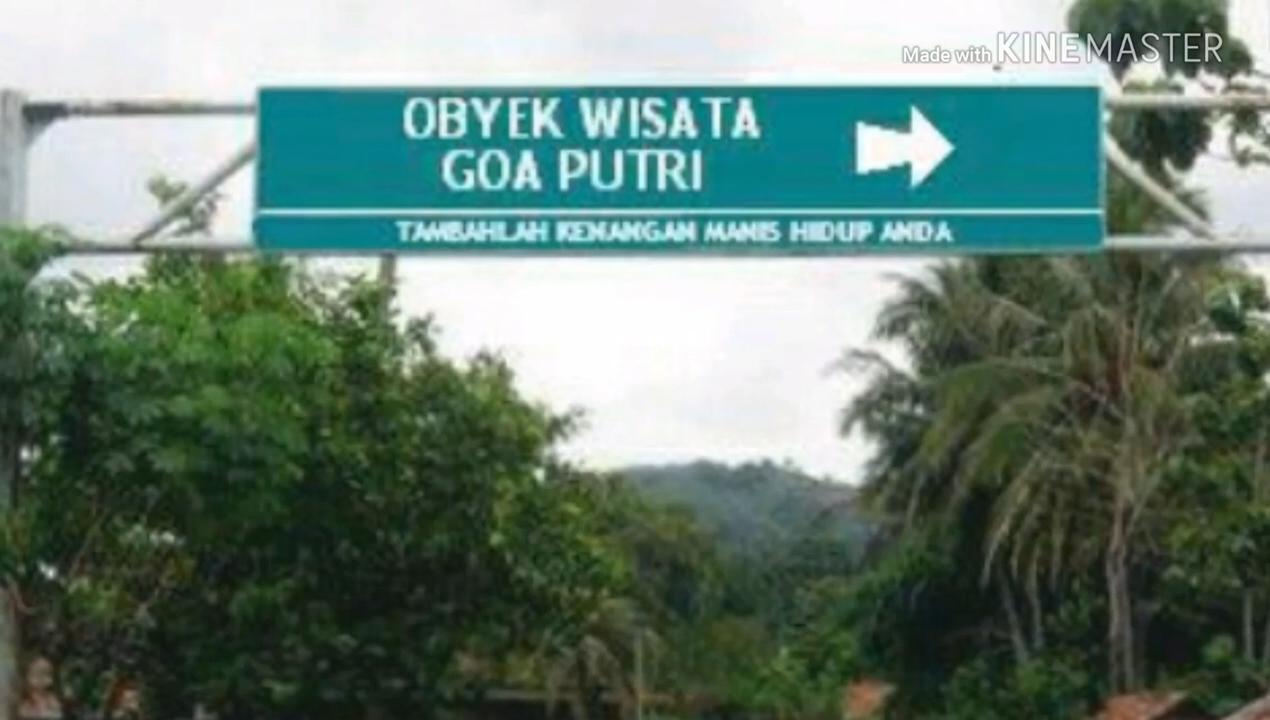 Made with KINEMASTER
OBYEK WISATA
GOA PUTRI
TAMBAHLAH KENANGAN MANIS HIDUP ANDA